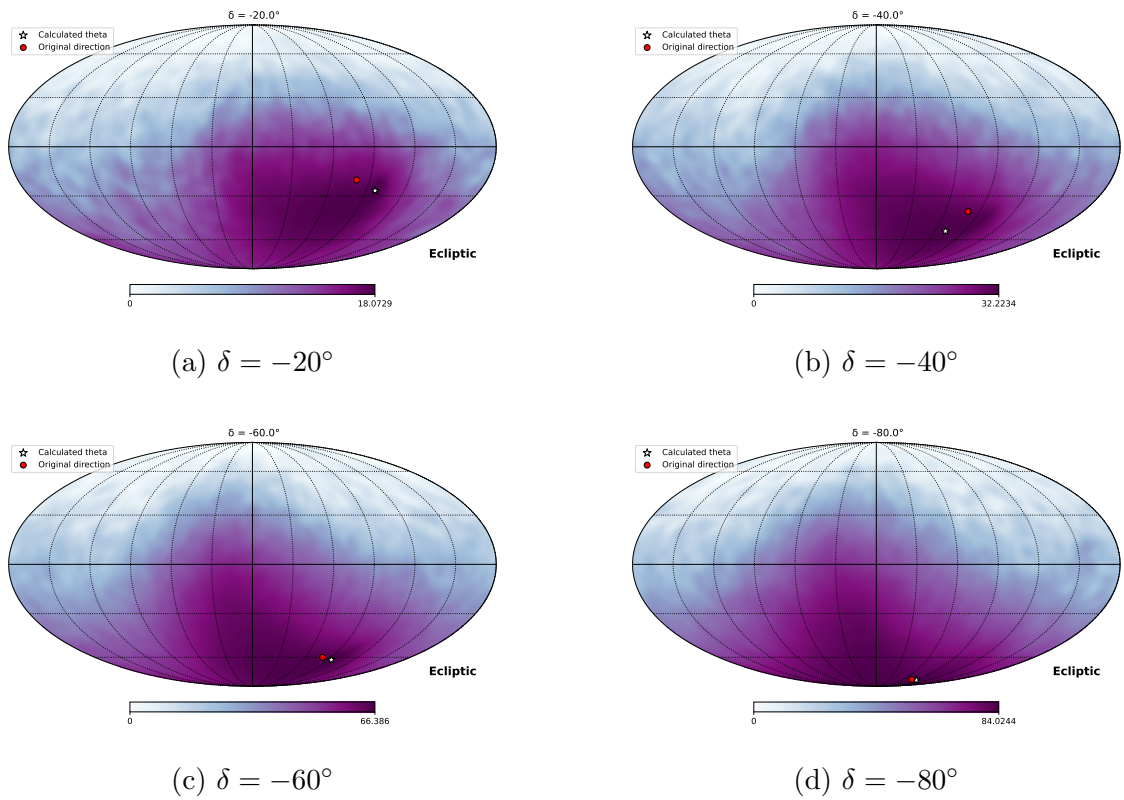 δ = -20.0°
Calculated theta
Original direction
Ecliptic
0 18.0729
(a) δ = −20°
δ = -40.0°
Calculated theta
Original direction
Ecliptic
0 32.2234
(b) δ = −40°
δ = -60.0°
Calculated theta
Original direction
Ecliptic
0 66.386
(c) δ = −60°
δ = -80.0°
Calculated theta
Original direction
Ecliptic
0 84.0244
(d) δ = −80°